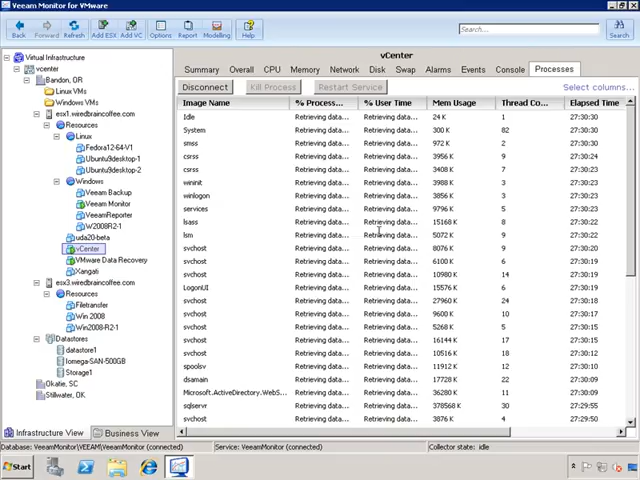 Veeam Monitor for VMware
Back Forward Refresh Add ESX Add VC Options Report Modelling Help Search... Search
Virtual Infrastructure
vcenter
Bandon, OR
Linux VMs
Windows VMs
esx1.wiredbraincoffee.com
Resources
Linux
Fedora12-64-V1
Ubuntu9desktop-1
Ubuntu9desktop-2
Windows
Veeam Backup
Veeam Monitor
VeeamReporter
W2008R2-1
uda20-beta
vCenter
VMware Data Recovery
Xangati
esx3.wiredbraincoffee.com
Resources
Filetransfer
Win 2008
Win2008-R2-1
Datastores
datastore1
Iomega-SAN-500GB
Storage1
Okatie, SC
Stillwater, OK
Infrastructure View Business View
vCenter
Summary Overall CPU Memory Network Disk Swap Alarms Events Console Processes
Disconnect Kill Process Restart Service Select columns...
Image Name % Process... % User Time Mem Usage Thread Co... Elapsed Time
Idle Retrieving data... Retrieving data... 24 K 1 27:30:30
System Retrieving data... Retrieving data... 300 K 82 27:30:30
smss Retrieving data... Retrieving data... 972 K 2 27:30:30
csrss Retrieving data... Retrieving data... 3956 K 9 27:30:24
csrss Retrieving data... Retrieving data... 3408 K 7 27:30:23
wininit Retrieving data... Retrieving data... 3988 K 3 27:30:23
winlogon Retrieving data... Retrieving data... 3856 K 3 27:30:23
services Retrieving data... Retrieving data... 9796 K 5 27:30:23
lsass Retrieving data... Retrieving data... 15168 K 8 27:30:22
lsm Retrieving data... Retrieving data... 5072 K 9 27:30:22
svchost Retrieving data... Retrieving data... 8076 K 9 27:30:20
svchost Retrieving data... Retrieving data... 6100 K 6 27:30:19
svchost Retrieving data... Retrieving data... 10980 K 14 27:30:19
LogonUI Retrieving data... Retrieving data... 15576 K 6 27:30:19
svchost Retrieving data... Retrieving data... 27960 K 24 27:30:18
svchost Retrieving data... Retrieving data... 9600 K 10 27:30:17
svchost Retrieving data... Retrieving data... 5268 K 5 27:30:15
svchost Retrieving data... Retrieving data... 16144 K 17 27:30:15
svchost Retrieving data... Retrieving data... 10516 K 18 27:30:12
spoolsv Retrieving data... Retrieving data... 11912 K 12 27:30:10
dsamain Retrieving data... Retrieving data... 17728 K 22 27:30:09
Microsoft.ActiveDirectory.WebS... Retrieving data... Retrieving data... 36280 K 11 27:30:09
sqlservr Retrieving data... Retrieving data... 378568 K 30 27:29:55
svchost Retrieving data... Retrieving data... 3876 K 4 27:29:50
Database: VeeamMonitor\VEEAM\VeeamMonitor (connected) Service: VeeamMonitor (connected) Collector state: idle
Start 5:26 PM